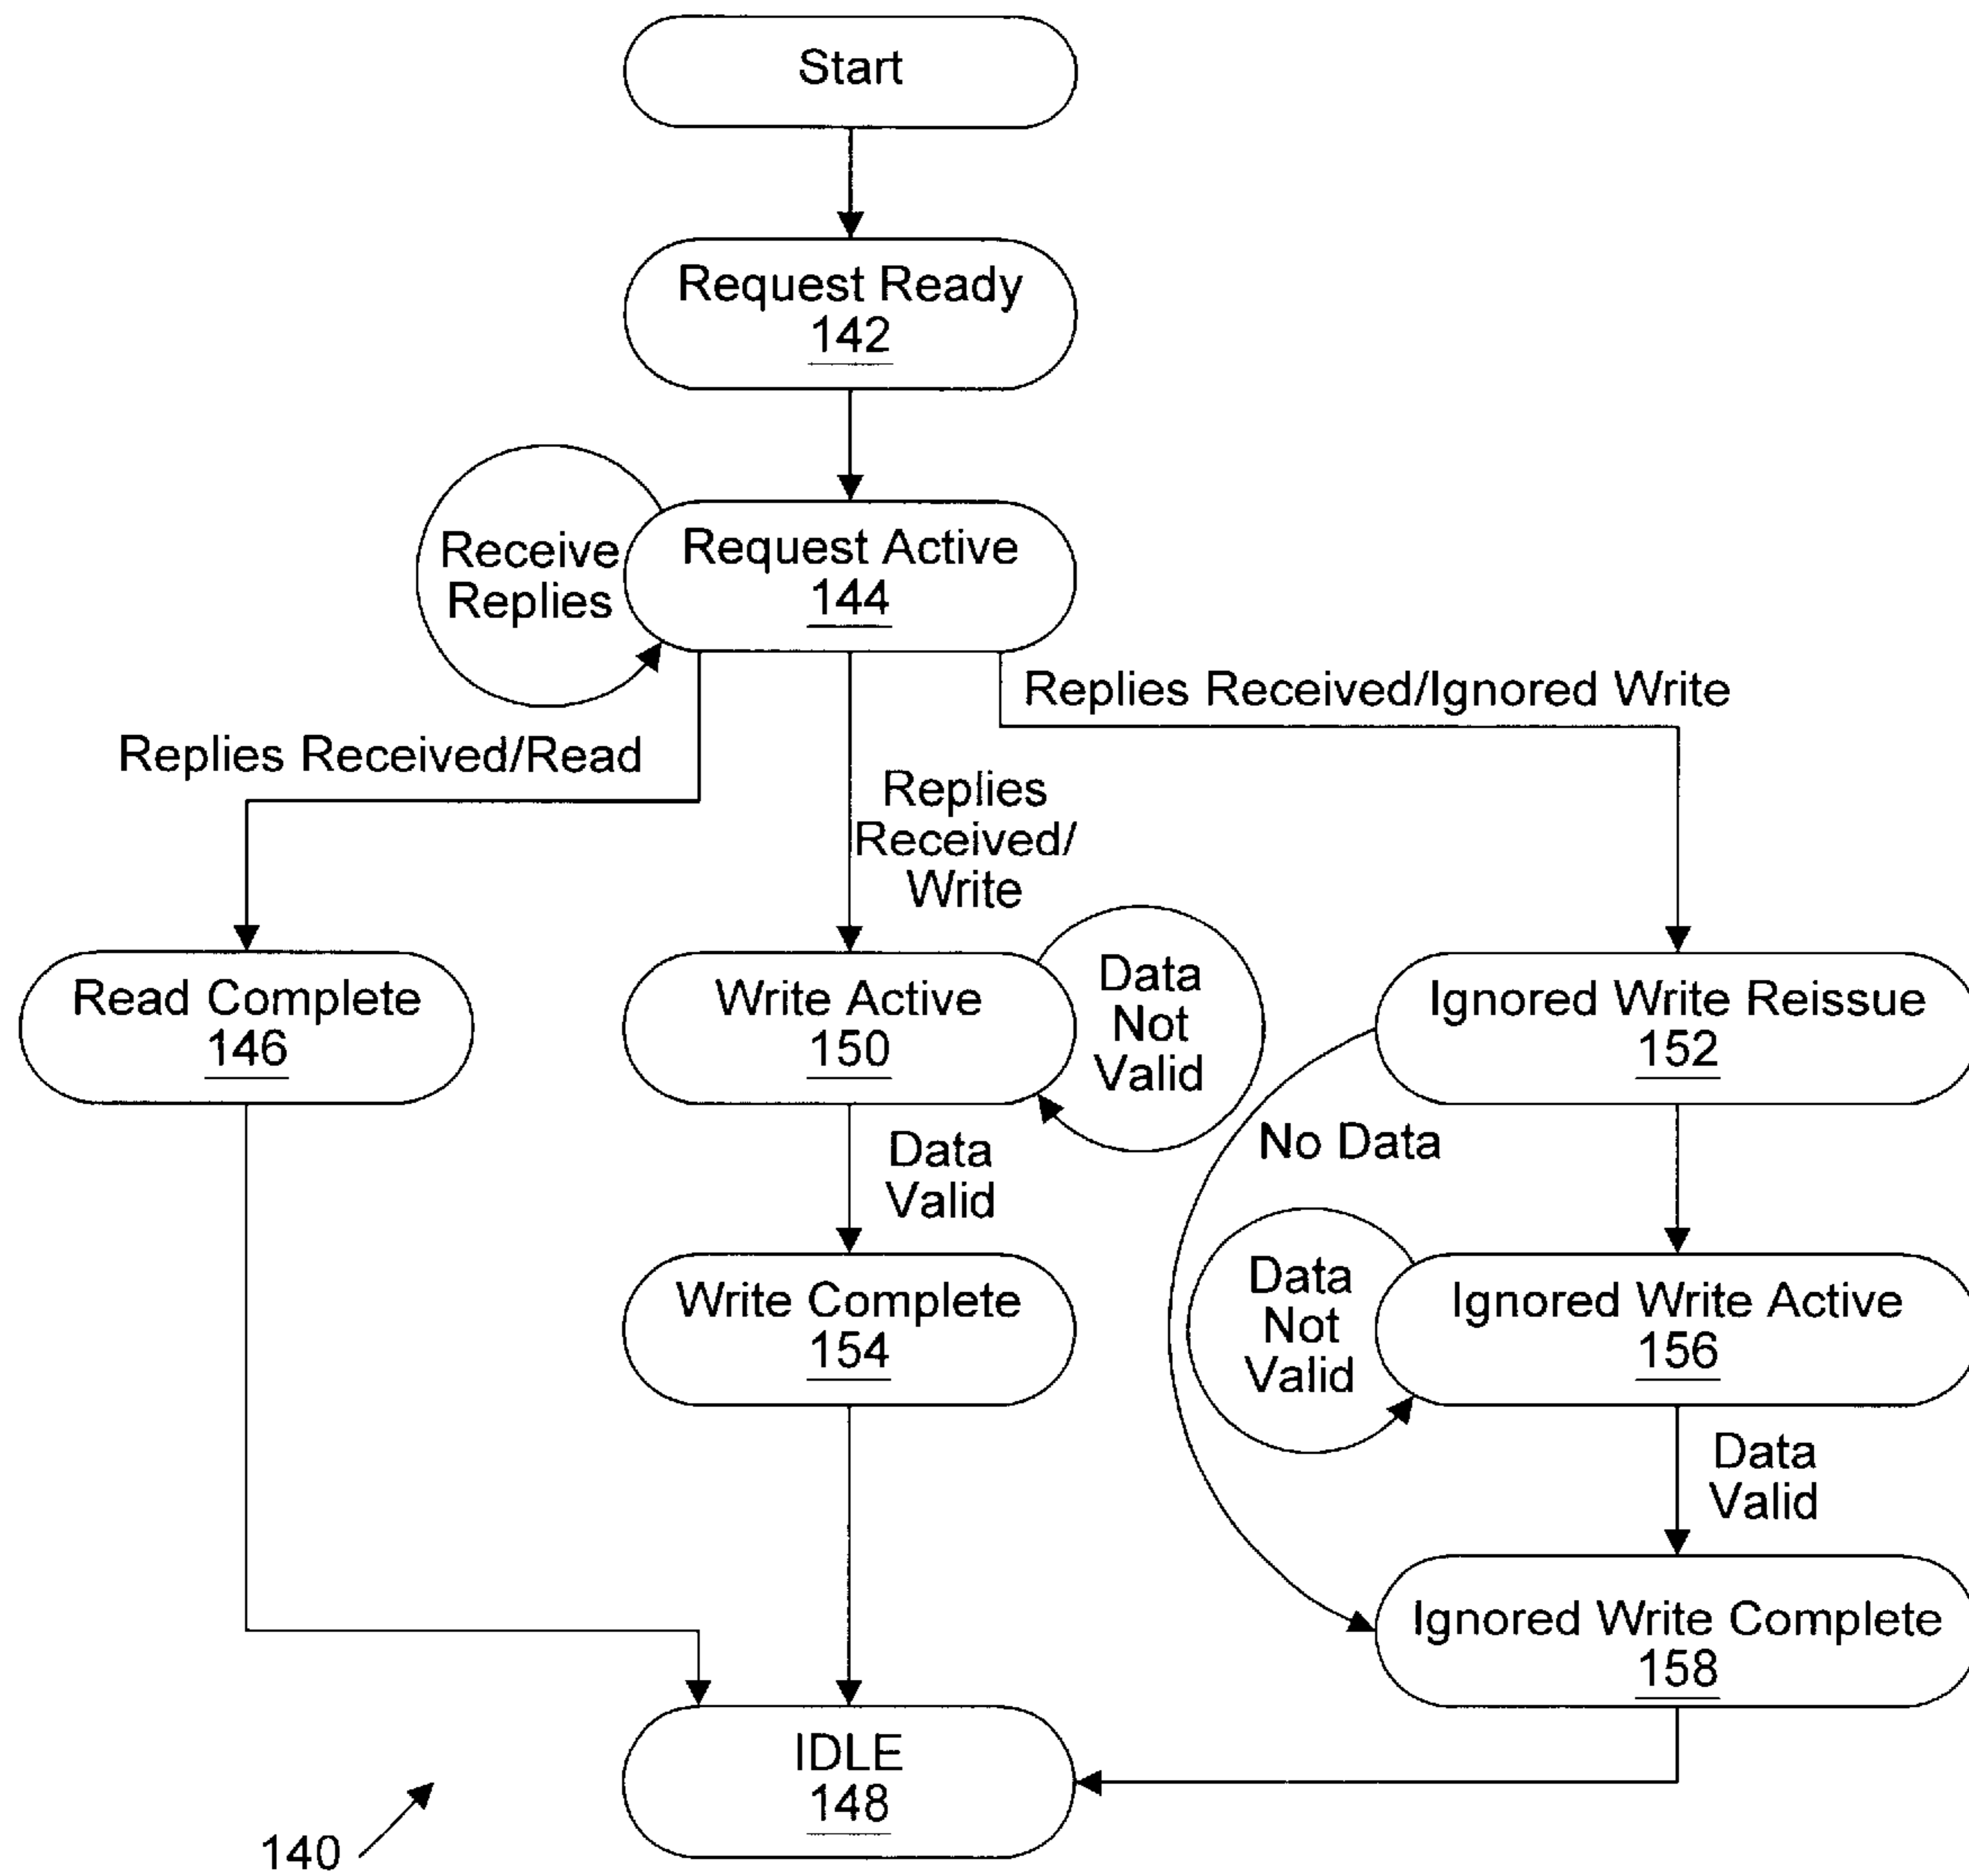 Start
Request Ready
142
Receive
Replies
Request Active
144
Replies Received/Ignored Write
Replies Received/Read
Replies
Received/
Write
Read Complete
146
Write Active
150
Data
Not
Valid
Ignored Write Reissue
152
Data
Valid
No Data
Write Complete
154
Data
Not
Valid
Ignored Write Active
156
Data
Valid
Ignored Write Complete
158
IDLE
148
140